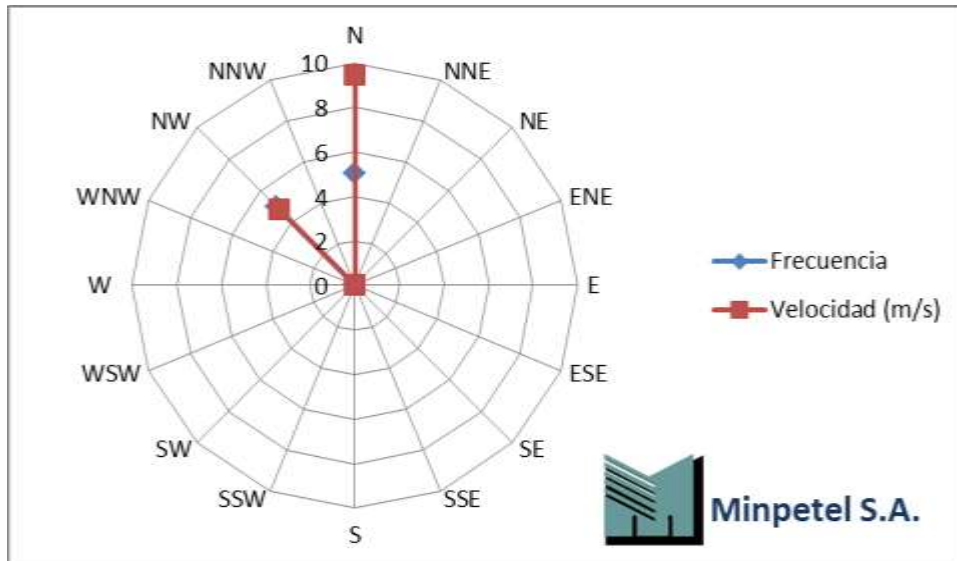 N
NNW
NNE
NW
NE
WNW
ENE
W
E
WSW
ESE
SW
SE
SSW
SSE
S
10
8
6
4
2
0
Frecuencia
Velocidad (m/s)
Minpetel S.A.